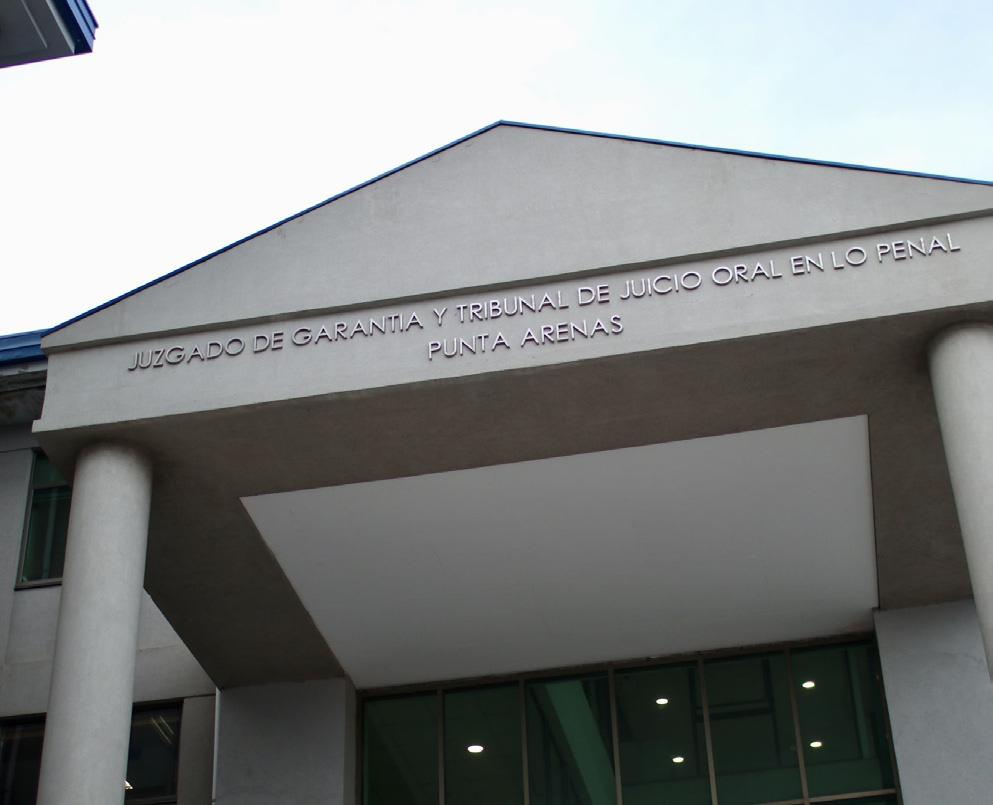 JUZGADO DE GARANTIA Y TRIBUNAL DE JUICIO ORAL EN LO PENAL
PUNTA ARENAS